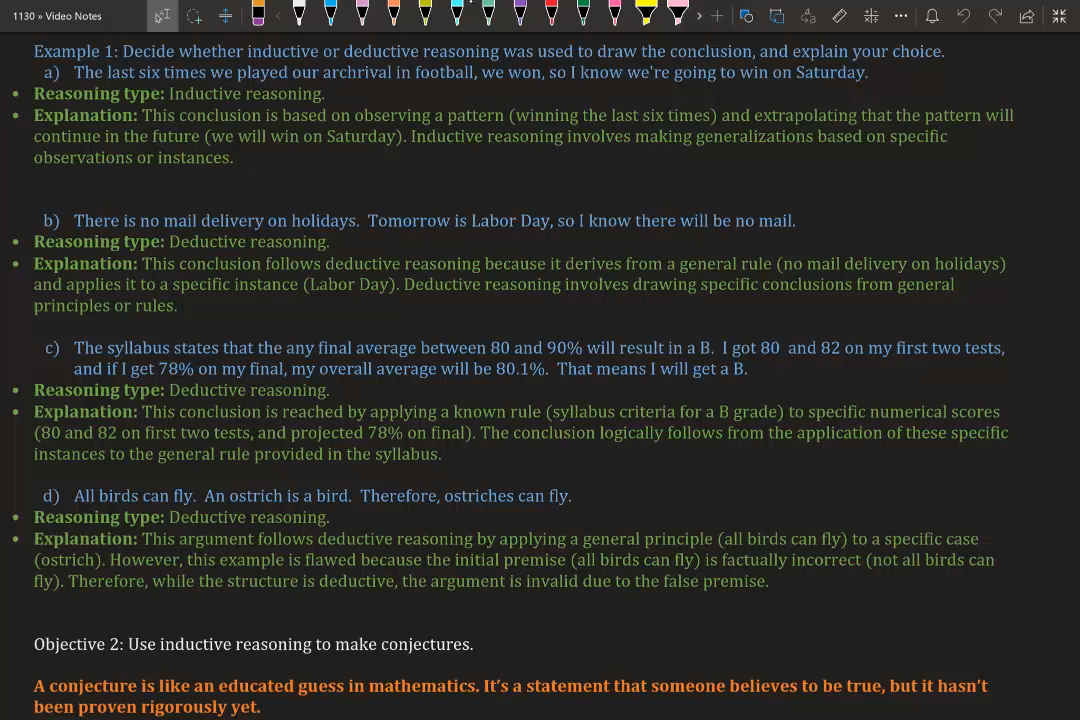 1130 » Video Notes
Example 1: Decide whether inductive or deductive reasoning was used to draw the conclusion, and explain your choice.
a) The last six times we played our archrival in football, we won, so I know we're going to win on Saturday.
• Reasoning type: Inductive reasoning.
• Explanation: This conclusion is based on observing a pattern (winning the last six times) and extrapolating that the pattern will
continue in the future (we will win on Saturday). Inductive reasoning involves making generalizations based on specific
observations or instances.
b) There is no mail delivery on holidays. Tomorrow is Labor Day, so I know there will be no mail.
• Reasoning type: Deductive reasoning.
• Explanation: This conclusion follows deductive reasoning because it derives from a general rule (no mail delivery on holidays)
and applies it to a specific instance (Labor Day). Deductive reasoning involves drawing specific conclusions from general
principles or rules.
c) The syllabus states that the any final average between 80 and 90% will result in a B. I got 80 and 82 on my first two tests,
and if I get 78% on my final, my overall average will be 80.1%. That means I will get a B.
• Reasoning type: Deductive reasoning.
• Explanation: This conclusion is reached by applying a known rule (syllabus criteria for a B grade) to specific numerical scores
(80 and 82 on first two tests, and projected 78% on final). The conclusion logically follows from the application of these specific
instances to the general rule provided in the syllabus.
d) All birds can fly. An ostrich is a bird. Therefore, ostriches can fly.
• Reasoning type: Deductive reasoning.
• Explanation: This argument follows deductive reasoning by applying a general principle (all birds can fly) to a specific case
(ostrich). However, this example is flawed because the initial premise (all birds can fly) is factually incorrect (not all birds can
fly). Therefore, while the structure is deductive, the argument is invalid due to the false premise.
Objective 2: Use inductive reasoning to make conjectures.
A conjecture is like an educated guess in mathematics. It’s a statement that someone believes to be true, but it hasn’t
been proven rigorously yet.